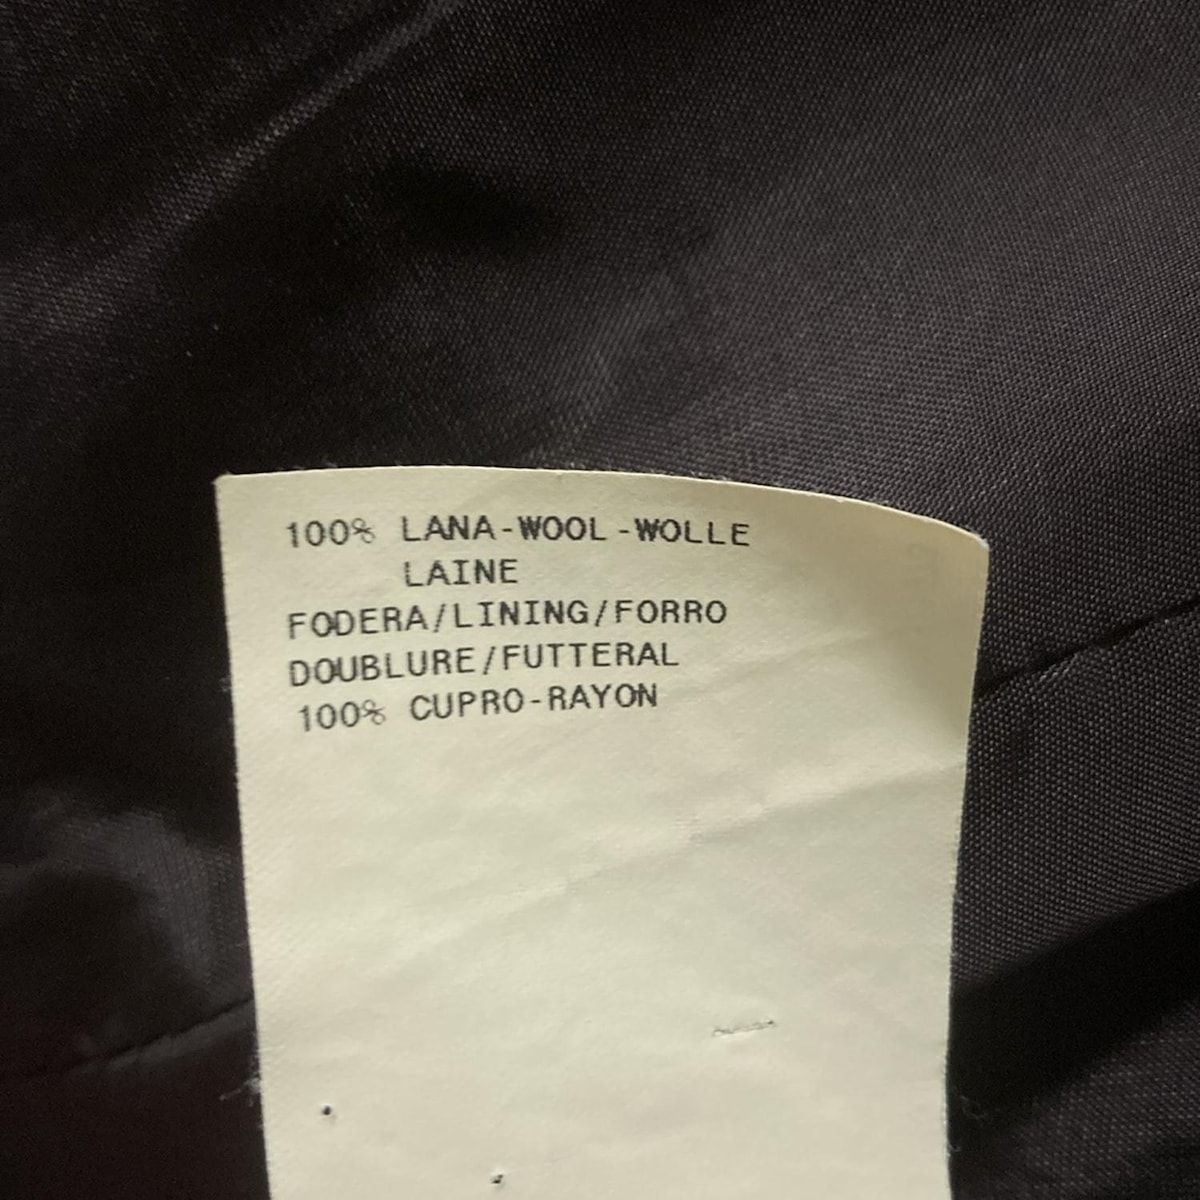 100% LANA-WOOL-WOLLE
LAINE
FODERA/LINING/FORRO
DOUBLURE/FUTTERAL
100% CUPRO-RAYON